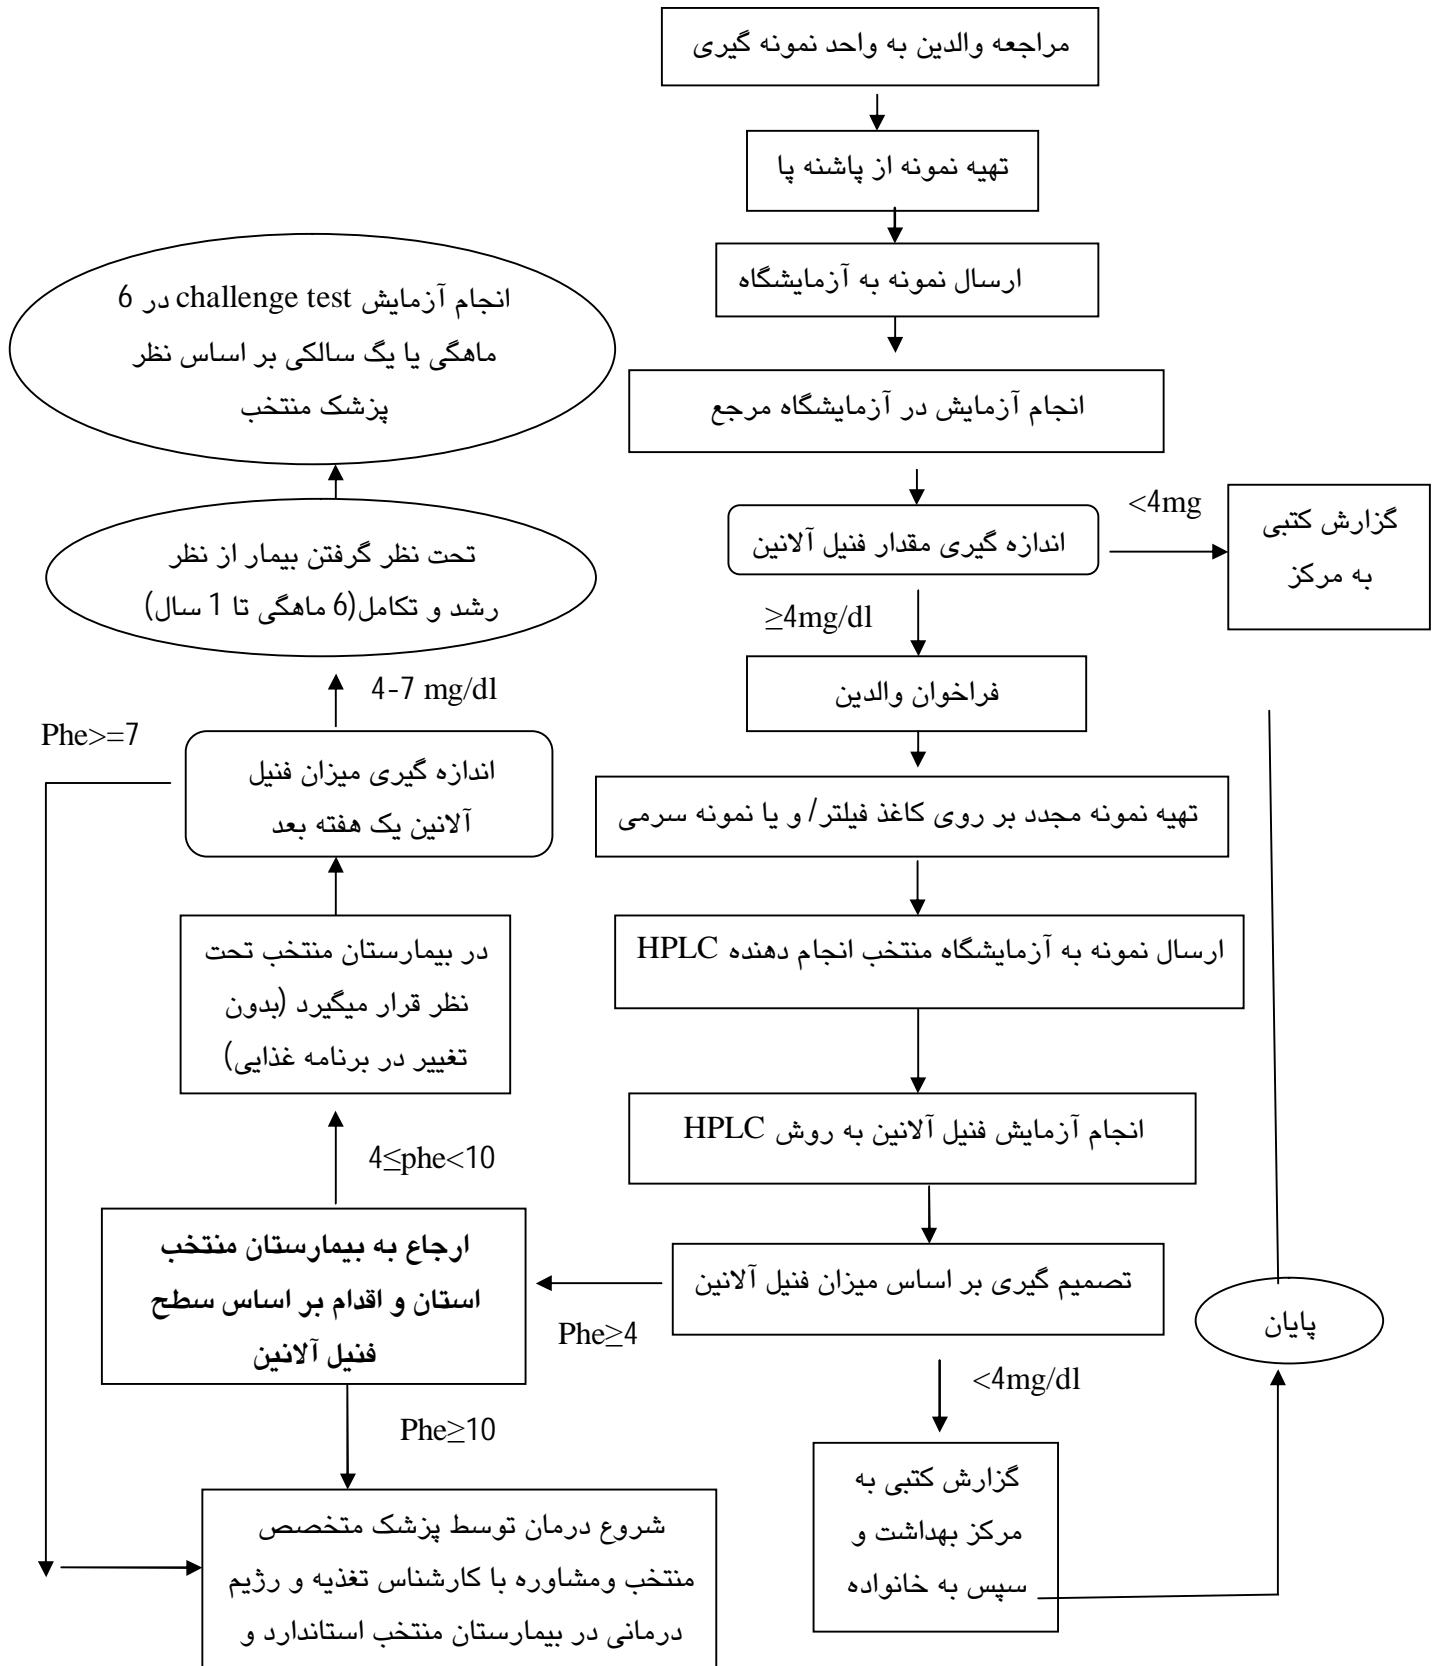 مراجعه والدین به واحد نمونه گیری
تهیه نمونه از پاشنه پا
ارسال نمونه به آزمایشگاه
انجام آزمایش در آزمایشگاه مرجع
اندازه گیری مقدار فنیل آلانین
<4mg
گزارش کتبی
به مرکز
≥4mg/dl
فراخوان والدین
تهیه نمونه مجدد بر روی کاغذ فیلتر/ و یا نمونه سرمی
ارسال نمونه به آزمایشگاه منتخب انجام دهنده HPLC
انجام آزمایش فنیل آلانین به روش HPLC
تصمیم گیری بر اساس میزان فنیل آلانین
<4mg/dl
گزارش کتبی به
مرکز بهداشت و
سپس به خانواده
پایان
Phe≥4
ارجاع به بیمارستان منتخب
استان و اقدام بر اساس سطح
فنیل آلانین
4≤phe<10
در بیمارستان منتخب تحت
نظر قرار میگیرد (بدون
تغییر در برنامه غذایی)
اندازه گیری میزان فنیل
آلانین یک هفته بعد
4-7 mg/dl
تحت نظر گرفتن بیمار از نظر
رشد و تکامل(6 ماهگی تا 1 سال)
انجام آزمایش challenge test در 6
ماهگی یا یگ سالکی بر اساس نظر
پزشک منتخب
Phe>=7
Phe≥10
شروع درمان توسط پزشک متخصص
منتخب ومشاوره با کارشناس تغذیه و رژیم
درمانی در بیمارستان منتخب استاندارد و